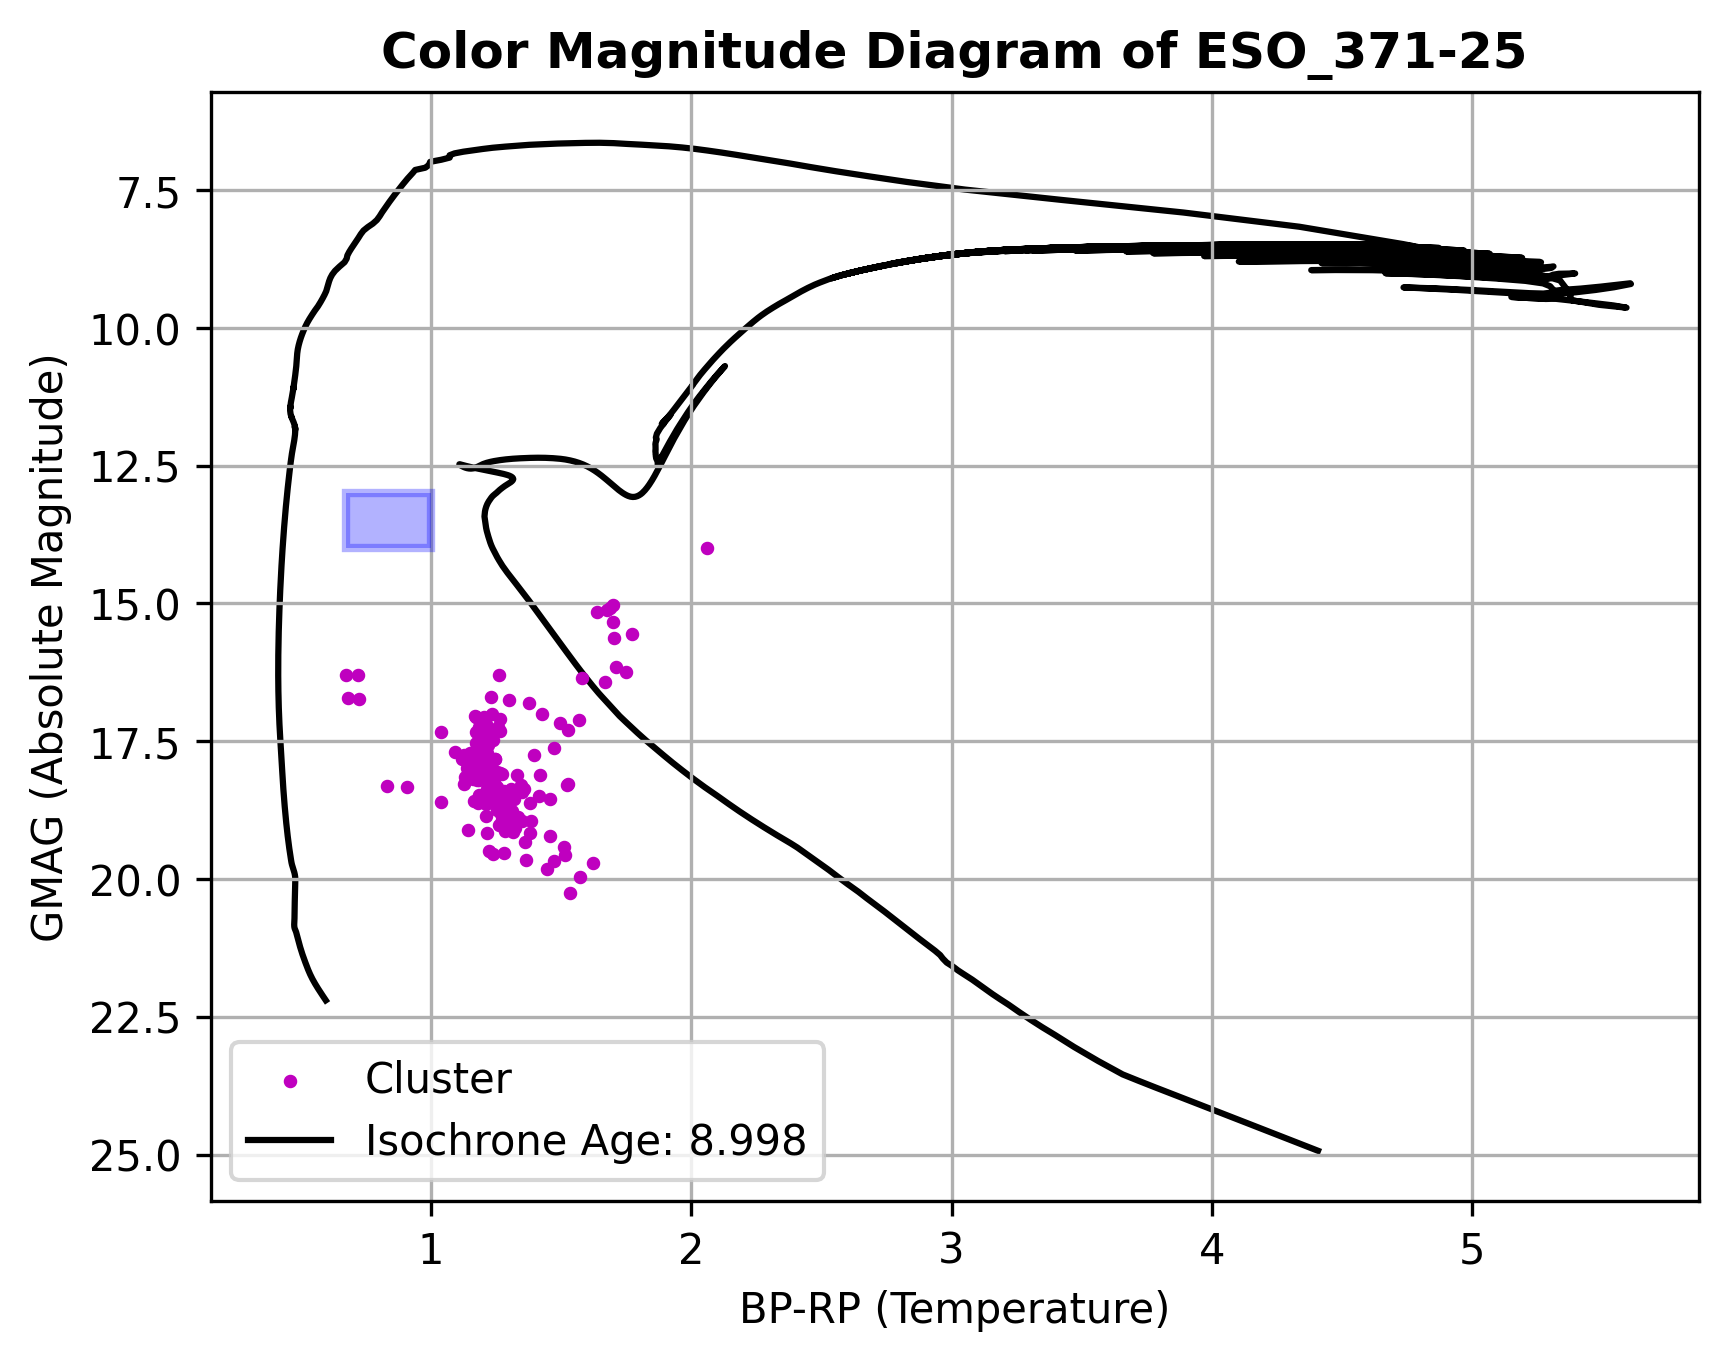 Color Magnitude Diagram of ESO_371-25
GMAG (Absolute Magnitude)
7.5
10.0
12.5
15.0
17.5
20.0
22.5
25.0
Cluster
Isochrone Age: 8.998
1 2 3 4 5
BP-RP (Temperature)